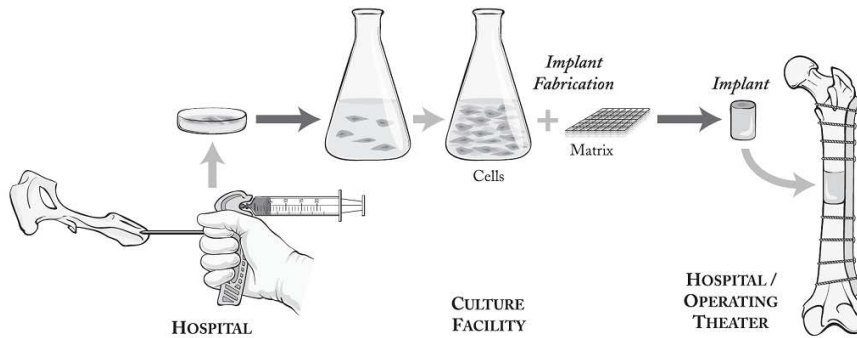 Implant
Fabrication
Implant
Matrix
Cells
HOSPITAL
CULTURE
FACILITY
HOSPITAL /
OPERATING
THEATER